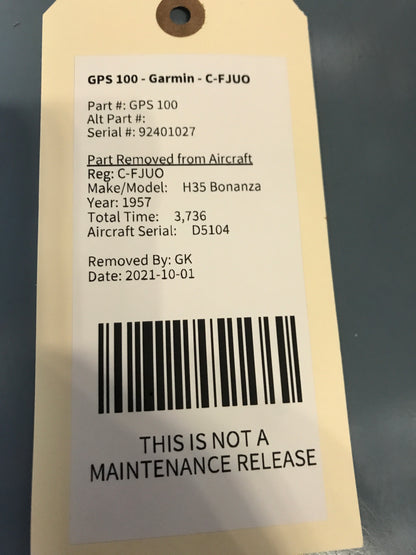 GPS 100 - Garmin - C-FJUO
Part #: GPS 100
Alt Part #:
Serial #: 92401027
Part Removed from Aircraft
Reg: C-FJUO
Make/Model: H35 Bonanza
Year: 1957
Total Time: 3,736
Aircraft Serial: D5104
Removed By: GK
Date: 2021-10-01
THIS IS NOT A
MAINTENANCE RELEASE